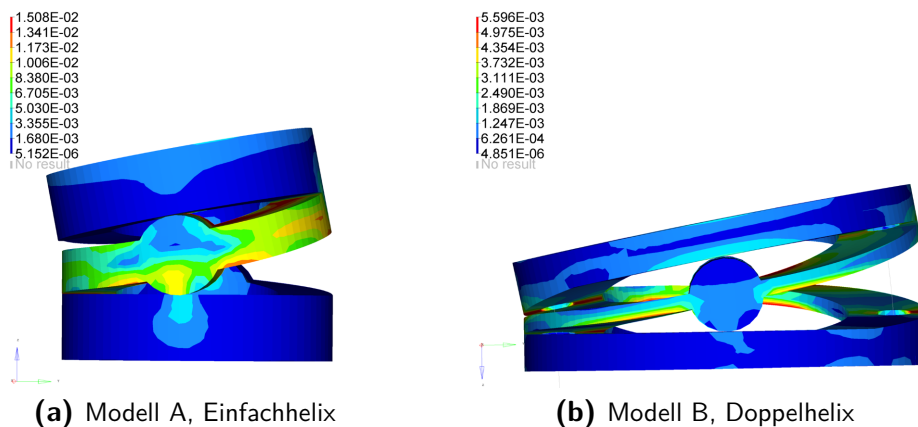 1.508E-02
1.341E-02
1.173E-02
1.006E-02
8.380E-03
6.705E-03
5.030E-03
3.355E-03
1.680E-03
5.152E-06
No result
5.596E-03
4.975E-03
4.354E-03
3.732E-03
3.111E-03
2.490E-03
1.869E-03
1.247E-03
6.261E-04
4.851E-06
No result
(a) Modell A, Einfachhelix
(b) Modell B, Doppelhelix